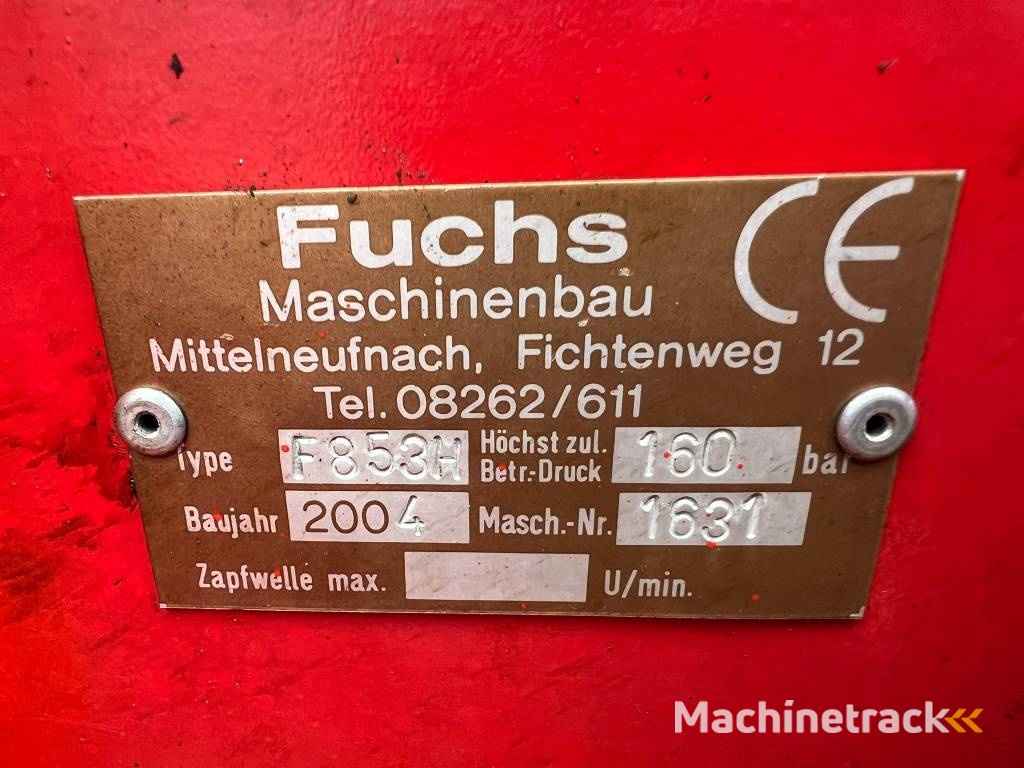 Fuchs
CE
Maschinenbau
Mittelneufnach, Fichtenweg 12
Tel. 08262/611
Type F853H Höchst zul. Betr.-Druck 160 bar
Baujahr 2004 Masch.-Nr. 1631
Zapfwelle max. U/min.
Machinetrack